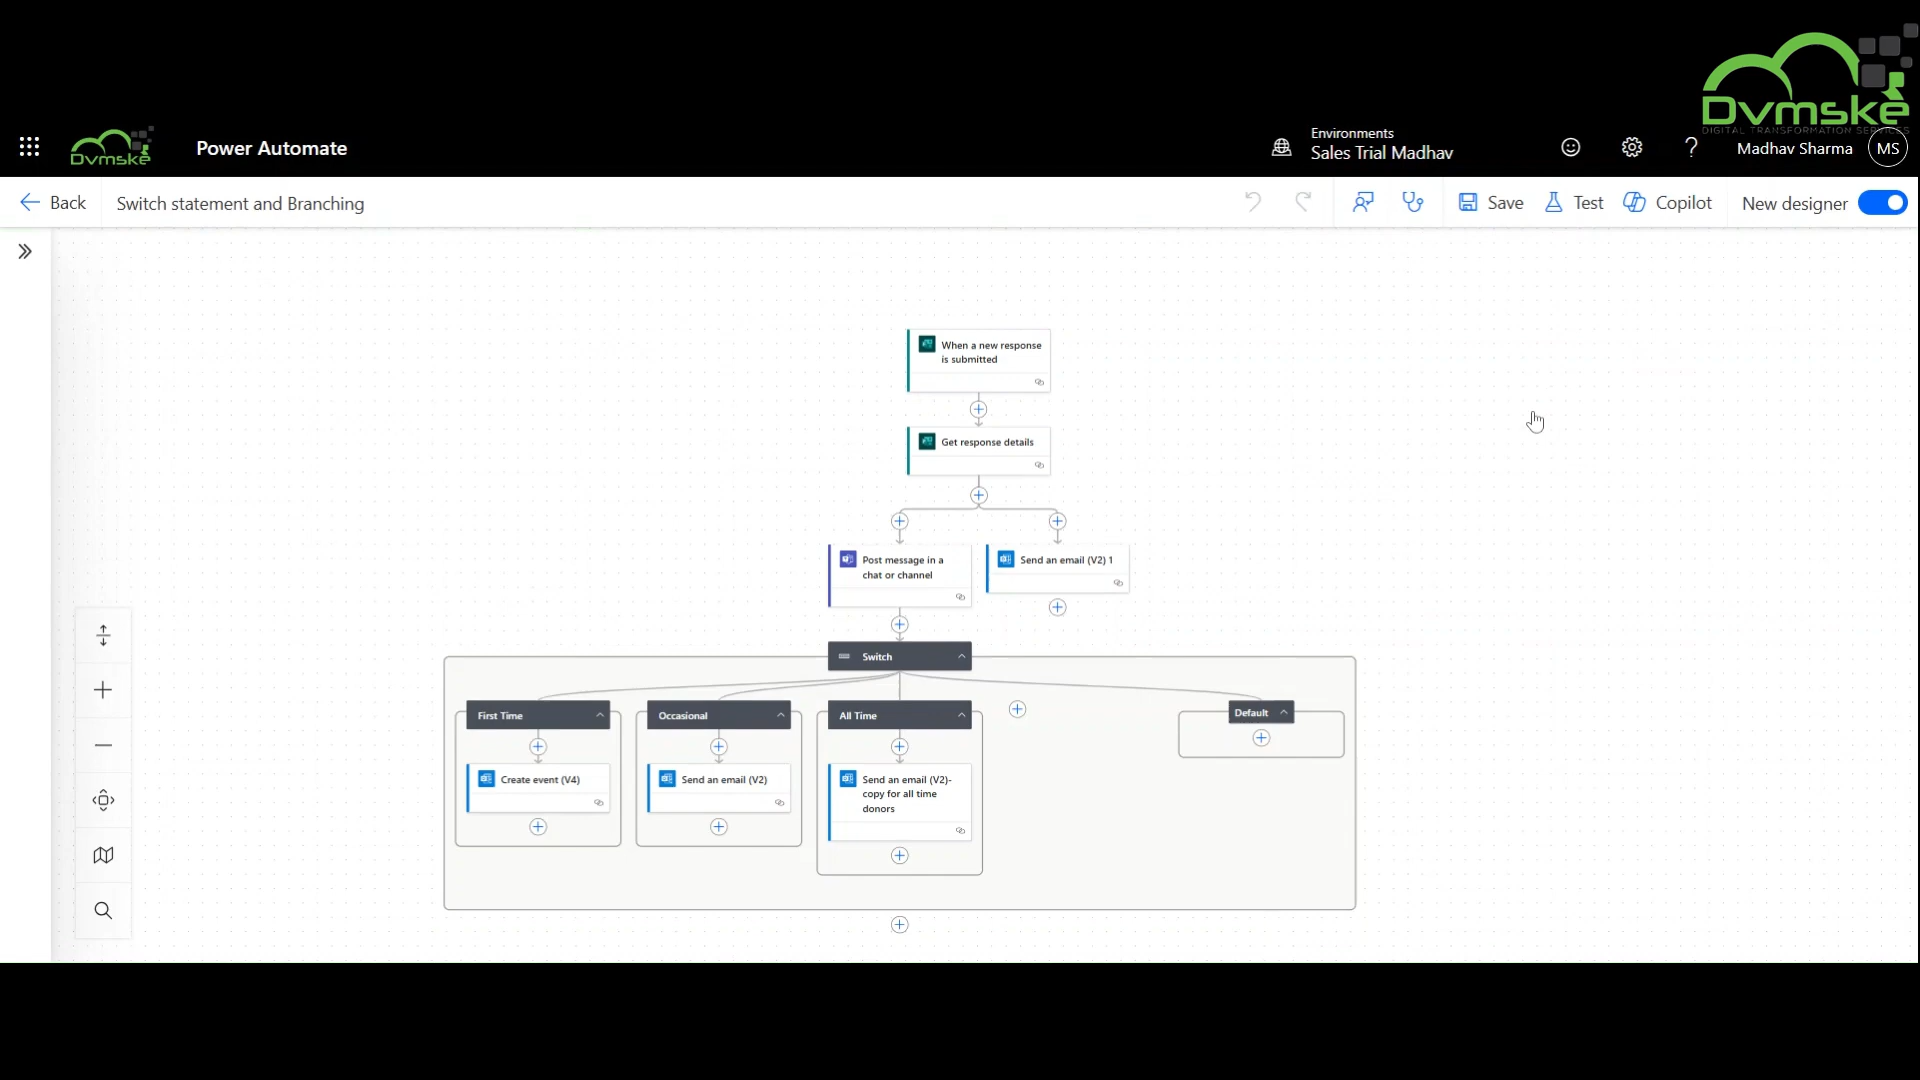 Dvmske
DIGITAL TRANSFORMATION SERVICES
Dvmske
Power Automate
Environments
Sales Trial Madhav
?
Madhav Sharma
MS
Back
Switch statement and Branching
Save
Test
Copilot
New designer
When a new response
is submitted
Get response details
Post message in a
chat or channel
Send an email (V2) 1
Switch
First Time
Occasional
All Time
Default
Create event (V4)
Send an email (V2)
Send an email (V2)-
copy for all time
donors